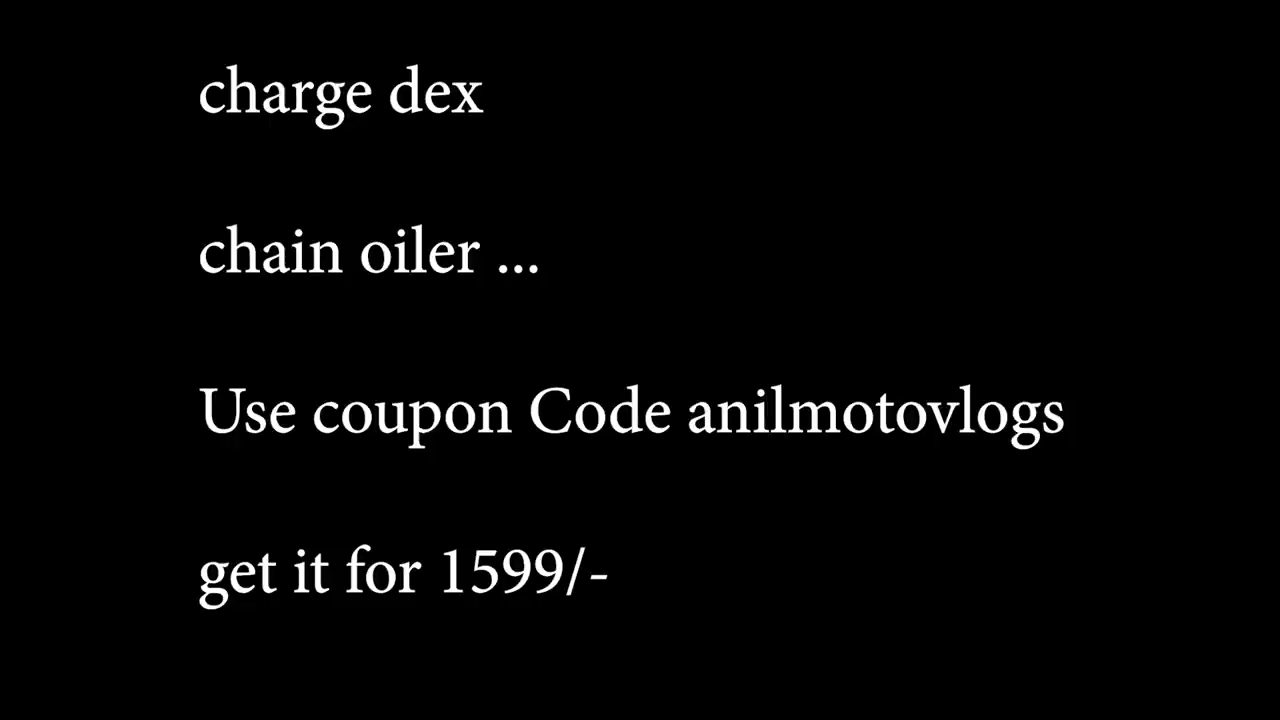 charge dex
chain oiler ...
Use coupon Code anilmotovlogs
get it for 1599/-